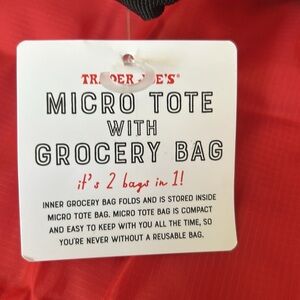 TRADER JOE'S®
MICRO TOTE
WITH
GROCERY BAG
it's 2 bags in 1!
INNER GROCERY BAG FOLDS AND IS STORED INSIDE
MICRO TOTE BAG. MICRO TOTE BAG IS COMPACT
AND EASY TO KEEP WITH YOU ALL THE TIME, SO
YOU'RE NEVER WITHOUT A REUSABLE BAG.